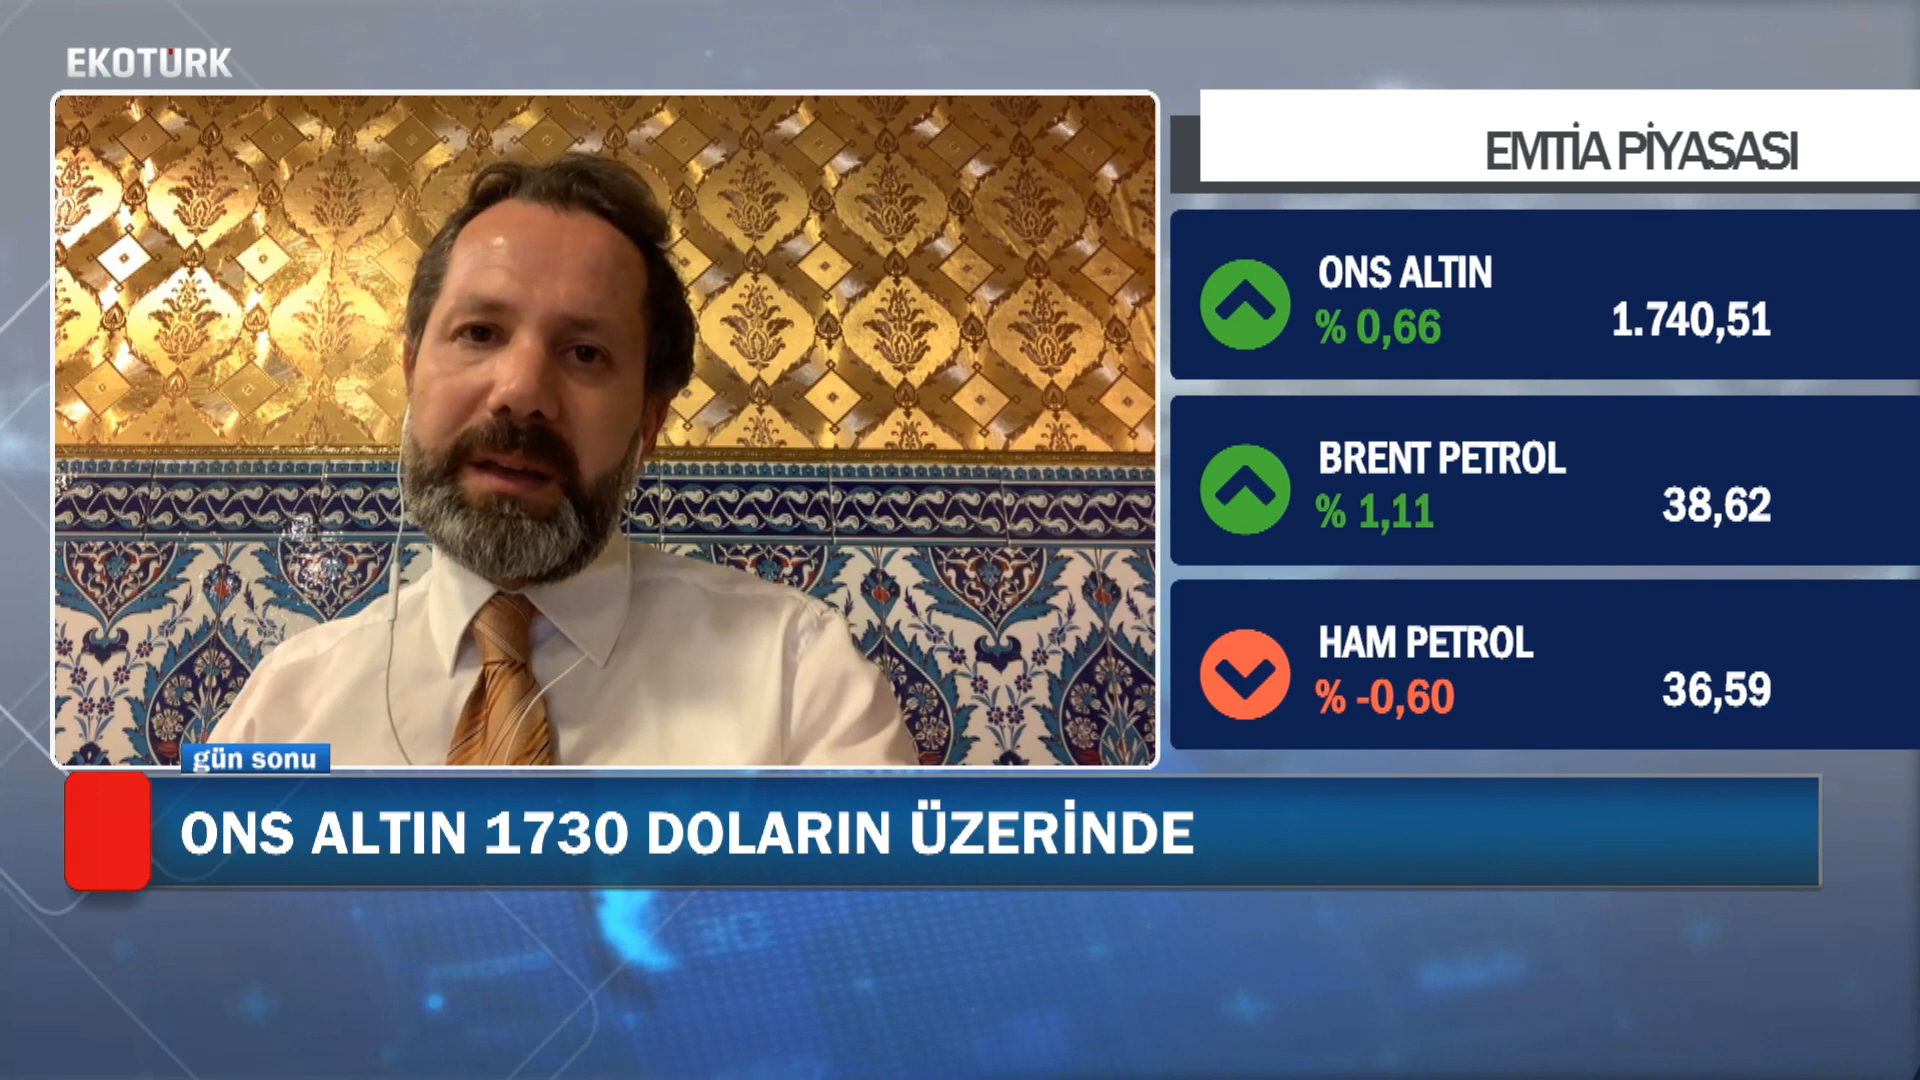 EKOTÜRK
EMTİA PİYASASI
ONS ALTIN
% 0,66
1.740,51
BRENT PETROL
% 1,11
38,62
HAM PETROL
% -0,60
36,59
gün sonu
ONS ALTIN 1730 DOLARIN ÜZERİNDE